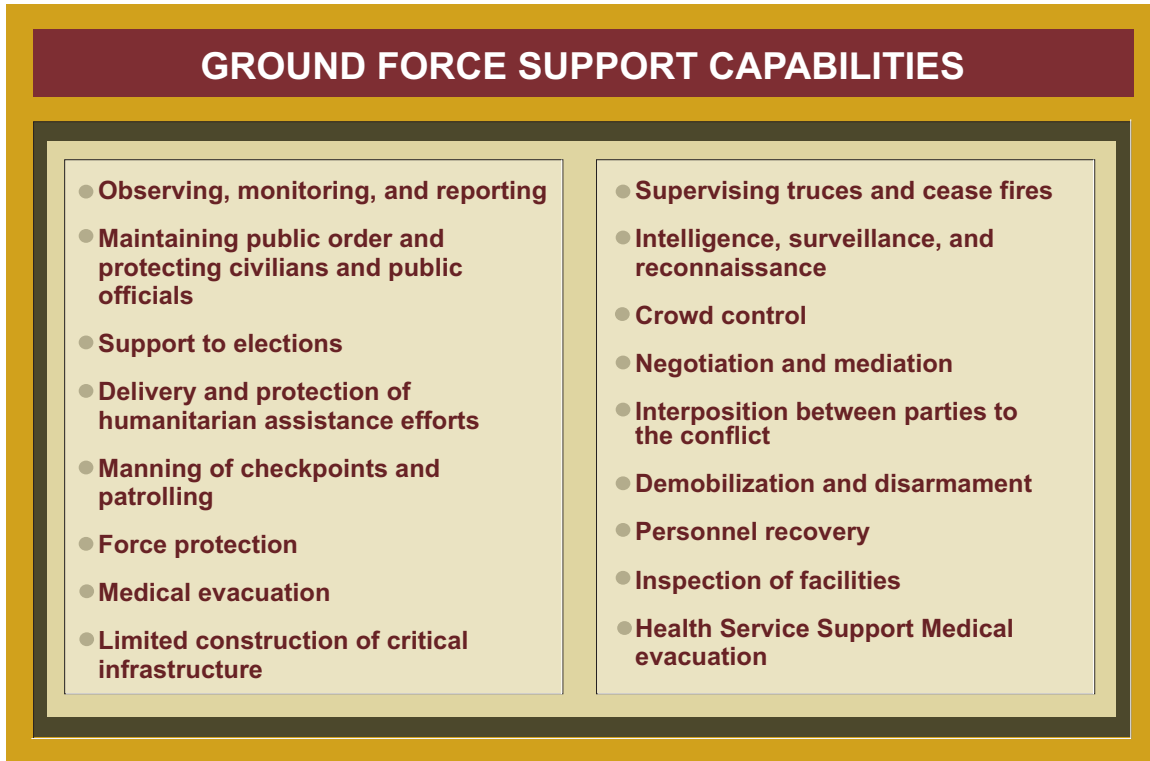 GROUND FORCE SUPPORT CAPABILITIES
Observing, monitoring, and reporting
Maintaining public order and
protecting civilians and public
officials
Support to elections
Delivery and protection of
humanitarian assistance efforts
Manning of checkpoints and
patrolling
Force protection
Medical evacuation
Limited construction of critical
infrastructure
Supervising truces and cease fires
Intelligence, surveillance, and
reconnaissance
Crowd control
Negotiation and mediation
Interposition between parties to
the conflict
Demobilization and disarmament
Personnel recovery
Inspection of facilities
Health Service Support Medical
evacuation